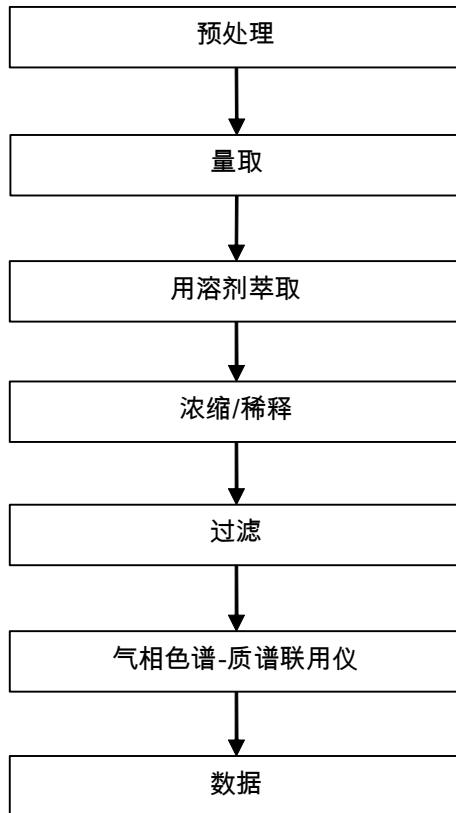 预处理
量取
用溶剂萃取
浓缩/稀释
过滤
气相色谱-质谱联用仪
数据